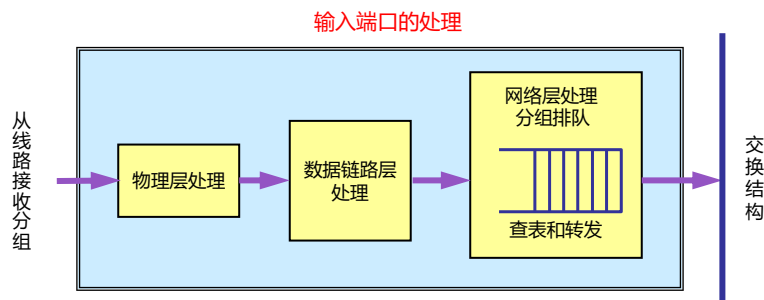 输入端口的处理
从线路接收分组
物理层处理
数据链路层
处理
网络层处理
分组排队
查表和转发
交换结构